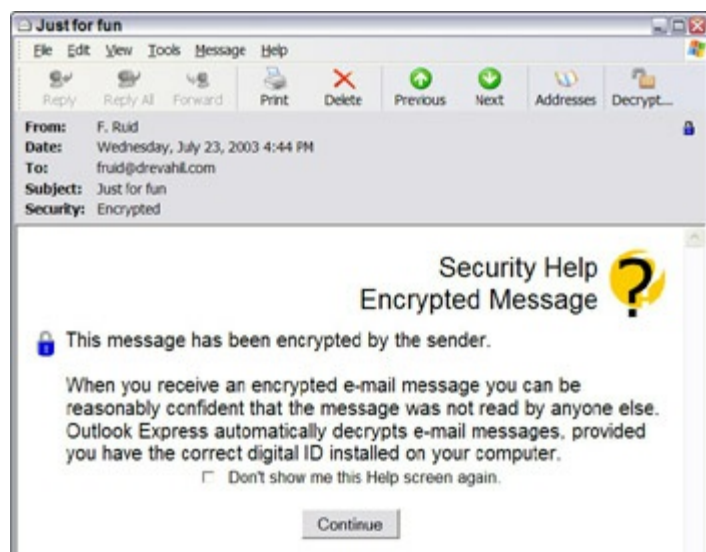 Just for fun
File Edit View Tools Message Help
Reply Reply All Forward Print Delete Previous Next Addresses Decrypt...
From: F. Ruid
Date: Wednesday, July 23, 2003 4:44 PM
To: fruid@drevahil.com
Subject: Just for fun
Security: Encrypted
Security Help
Encrypted Message
This message has been encrypted by the sender.
When you receive an encrypted e-mail message you can be
reasonably confident that the message was not read by anyone else.
Outlook Express automatically decrypts e-mail messages, provided
you have the correct digital ID installed on your computer.
Don't show me this Help screen again.
Continue